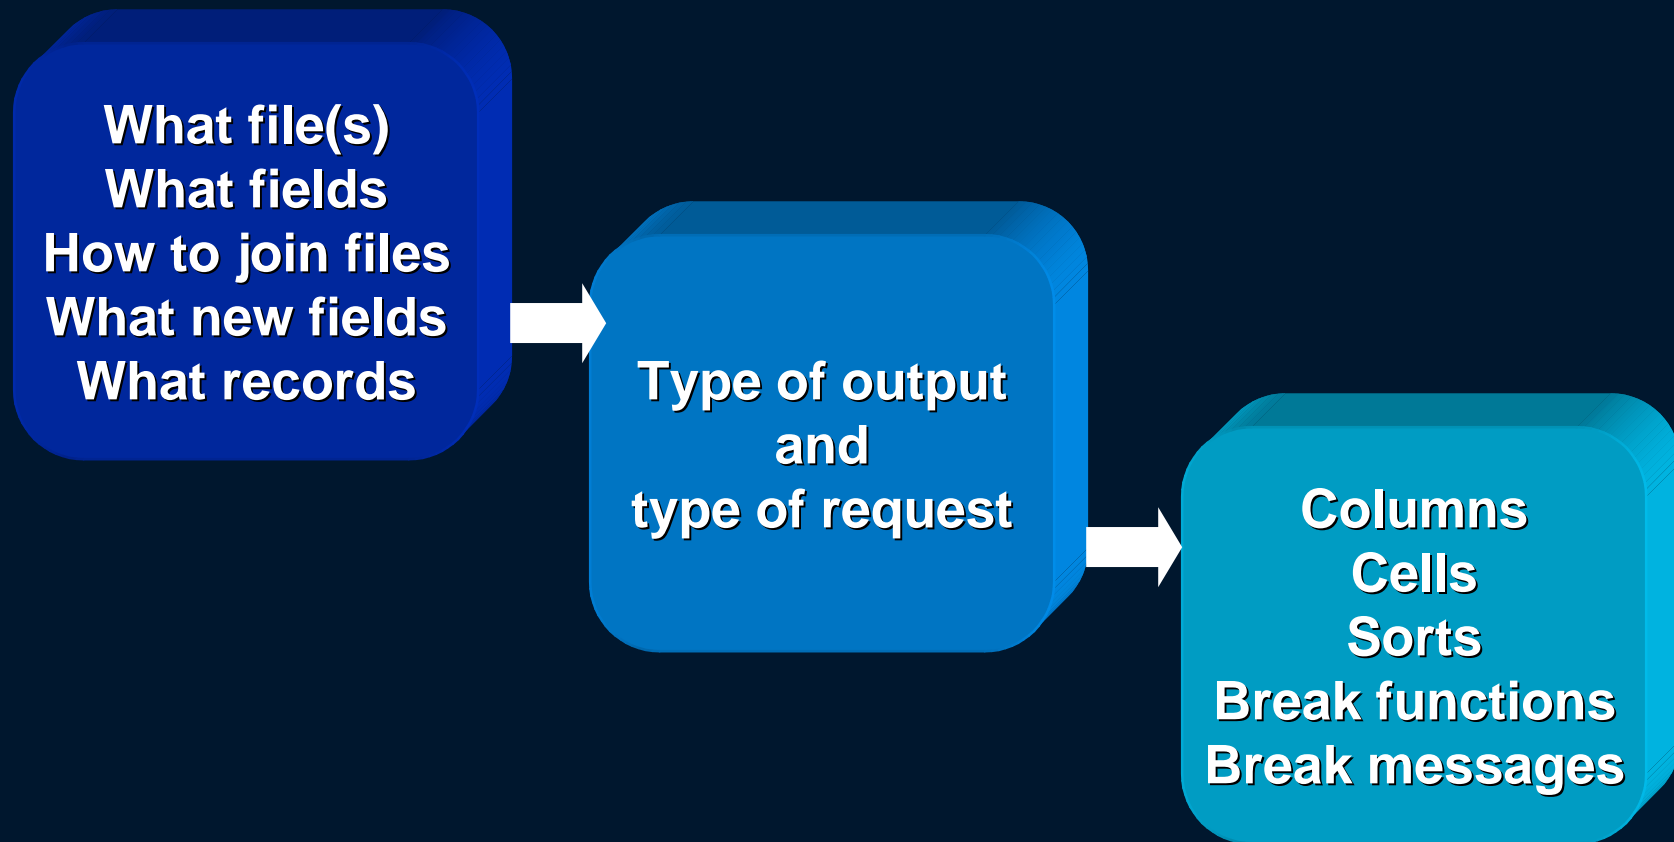 What file(s)
What fields
How to join files
What new fields
What records
Type of output
and
type of request
Columns
Cells
Sorts
Break functions
Break messages